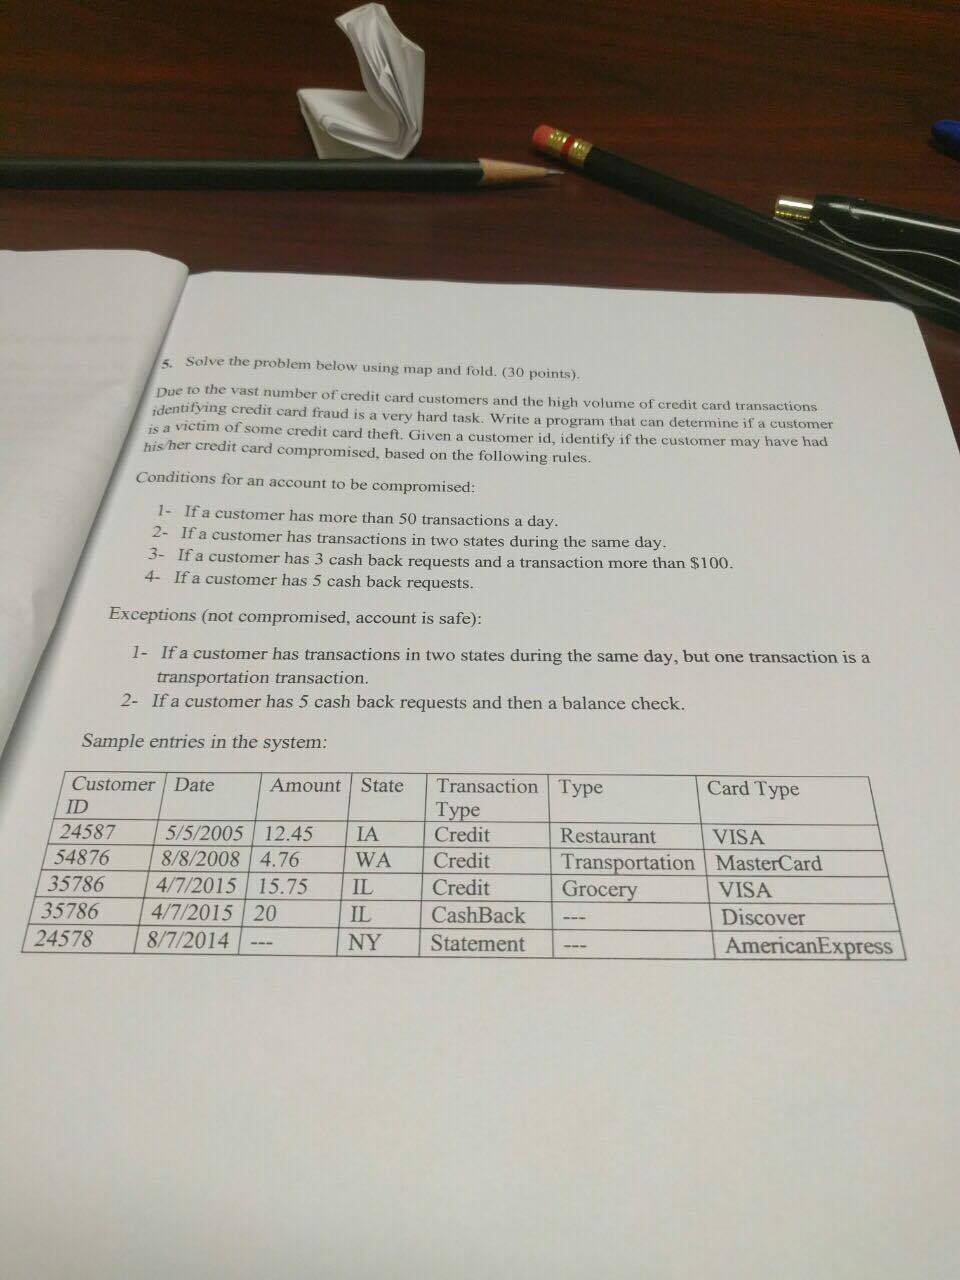 5. Solve the problem below using map and fold. (30 points).
Due to the vast number of credit card customers and the high volume of credit card transactions
identifying credit card fraud is a very hard task. Write a program that can determine if a customer
is a victim of some credit card theft. Given a customer id, identify if the customer may have had
his/her credit card compromised, based on the following rules.
Conditions for an account to be compromised:
1- If a customer has more than 50 transactions a day.
2- If a customer has transactions in two states during the same day.
3- If a customer has 3 cash back requests and a transaction more than $100.
4- If a customer has 5 cash back requests.
Exceptions (not compromised, account is safe):
1- If a customer has transactions in two states during the same day, but one transaction is a
transportation transaction.
2- If a customer has 5 cash back requests and then a balance check.
Sample entries in the system:
Customer ID Date Amount State Transaction Type Type Card Type
24587 5/5/2005 12.45 IA Credit Restaurant VISA
54876 8/8/2008 4.76 WA Credit Transportation MasterCard
35786 4/7/2015 15.75 IL Credit Grocery VISA
35786 4/7/2015 20 IL CashBack --- Discover
24578 8/7/2014 --- NY Statement --- AmericanExpress